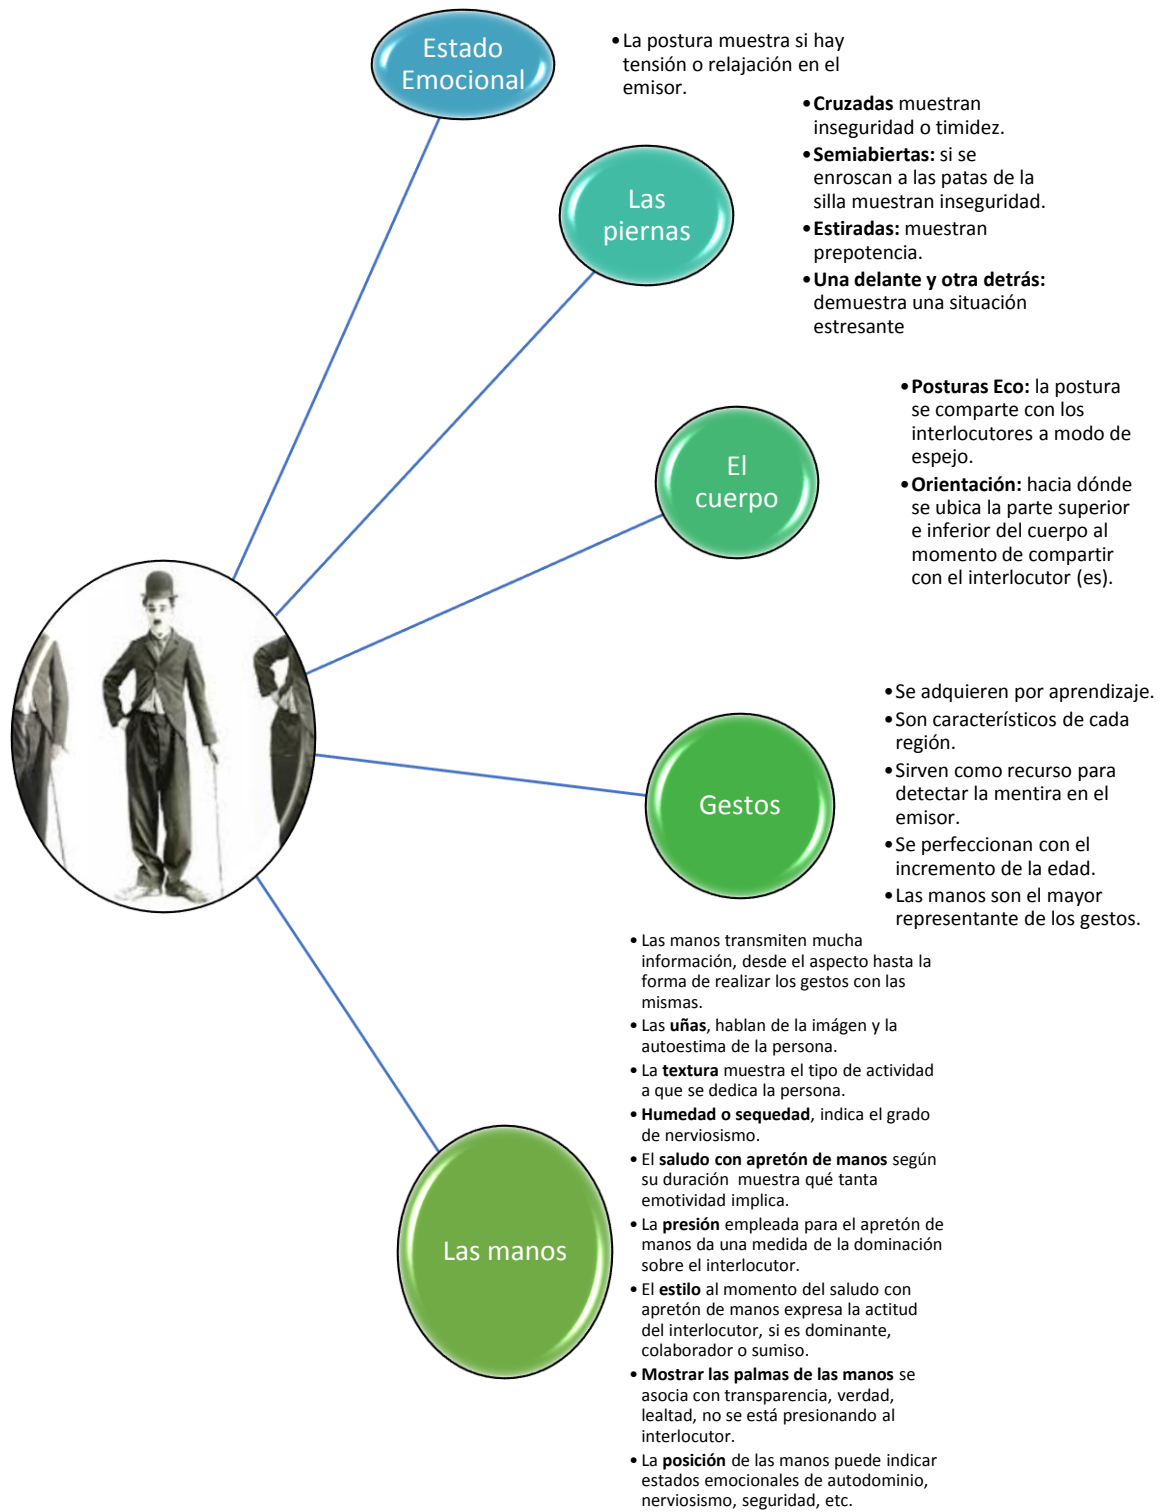 Estado
Emocional
•La postura muestra si hay
tensión o relajación en el
emisor.
Las
piernas
•Cruzadas muestran
inseguridad o timidez.
•Semiabiertas: si se
enroscan a las patas de la
silla muestran inseguridad.
•Estiradas: muestran
prepotencia.
•Una delante y otra detrás:
demuestra una situación
estresante
El
cuerpo
•Posturas Eco: la postura
se comparte con los
interlocutores a modo de
espejo.
•Orientación: hacia dónde
se ubica la parte superior
e inferior del cuerpo al
momento de compartir
con el interlocutor (es).
Gestos
•Se adquieren por aprendizaje.
•Son característicos de cada
región.
•Sirven como recurso para
detectar la mentira en el
emisor.
•Se perfeccionan con el
incremento de la edad.
•Las manos son el mayor
representante de los gestos.
Las manos
•Las manos transmiten mucha
información, desde el aspecto hasta la
forma de realizar los gestos con las
mismas.
•Las uñas, hablan de la imágen y la
autoestima de la persona.
•La textura muestra el tipo de actividad
a que se dedica la persona.
•Humedad o sequedad, indica el grado
de nerviosismo.
•El saludo con apretón de manos según
su duración muestra qué tanta
emotividad implica.
•La presión empleada para el apretón de
manos da una medida de la dominación
sobre el interlocutor.
•El estilo al momento del saludo con
apretón de manos expresa la actitud
del interlocutor, si es dominante,
colaborador o sumiso.
•Mostrar las palmas de las manos se
asocia con transparencia, verdad,
lealtad, no se está presionando al
interlocutor.
•La posición de las manos puede indicar
estados emocionales de autodominio,
nerviosismo, seguridad, etc.